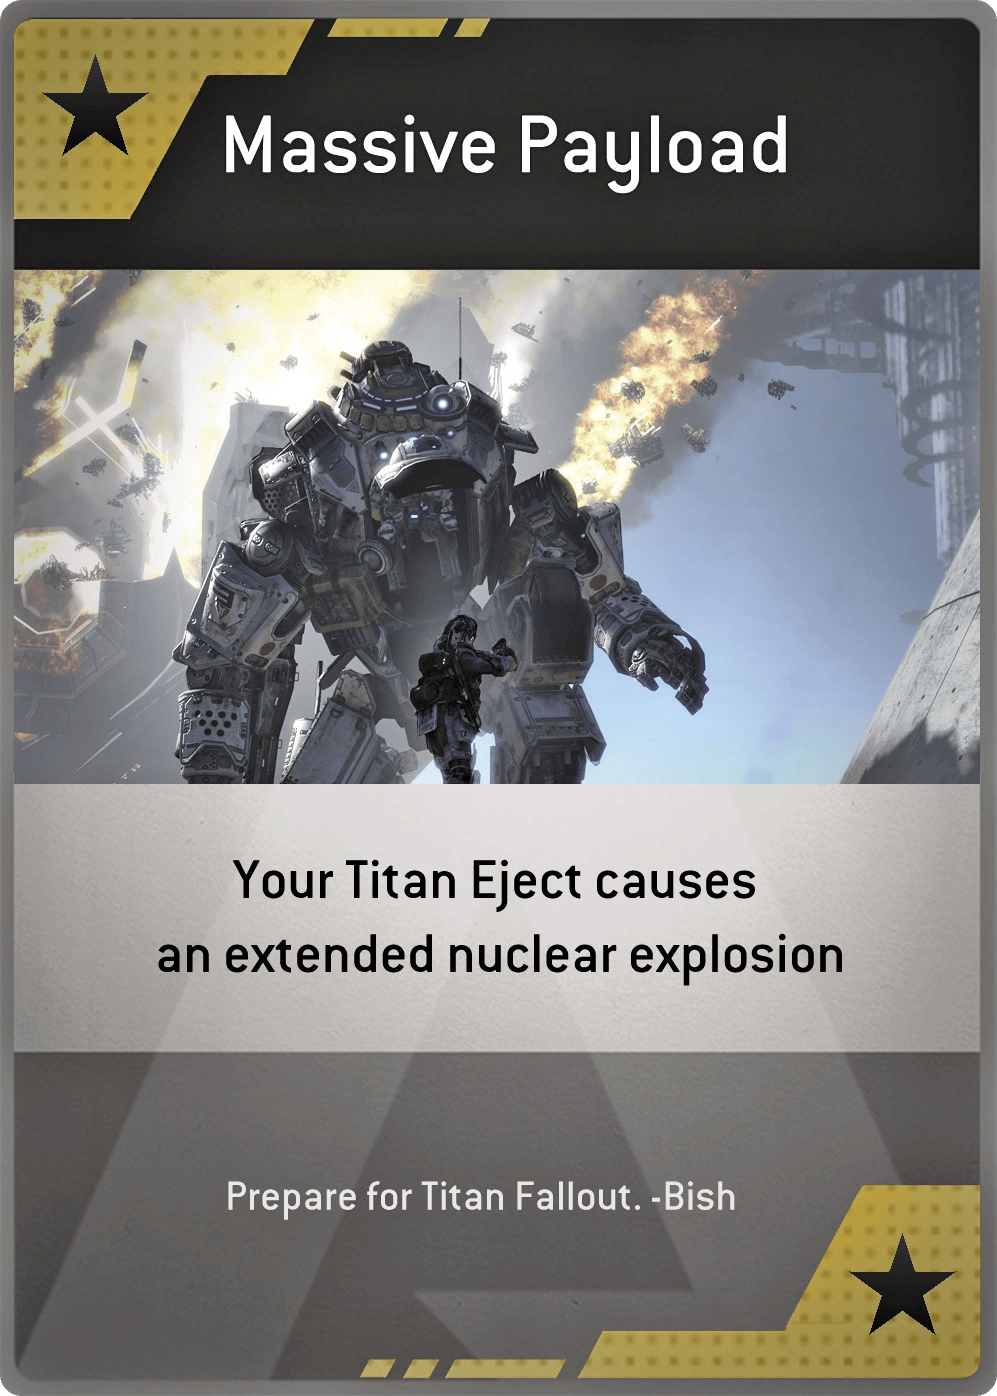 Massive Payload
Your Titan Eject causes
an extended nuclear explosion
Prepare for Titan Fallout. -Bish